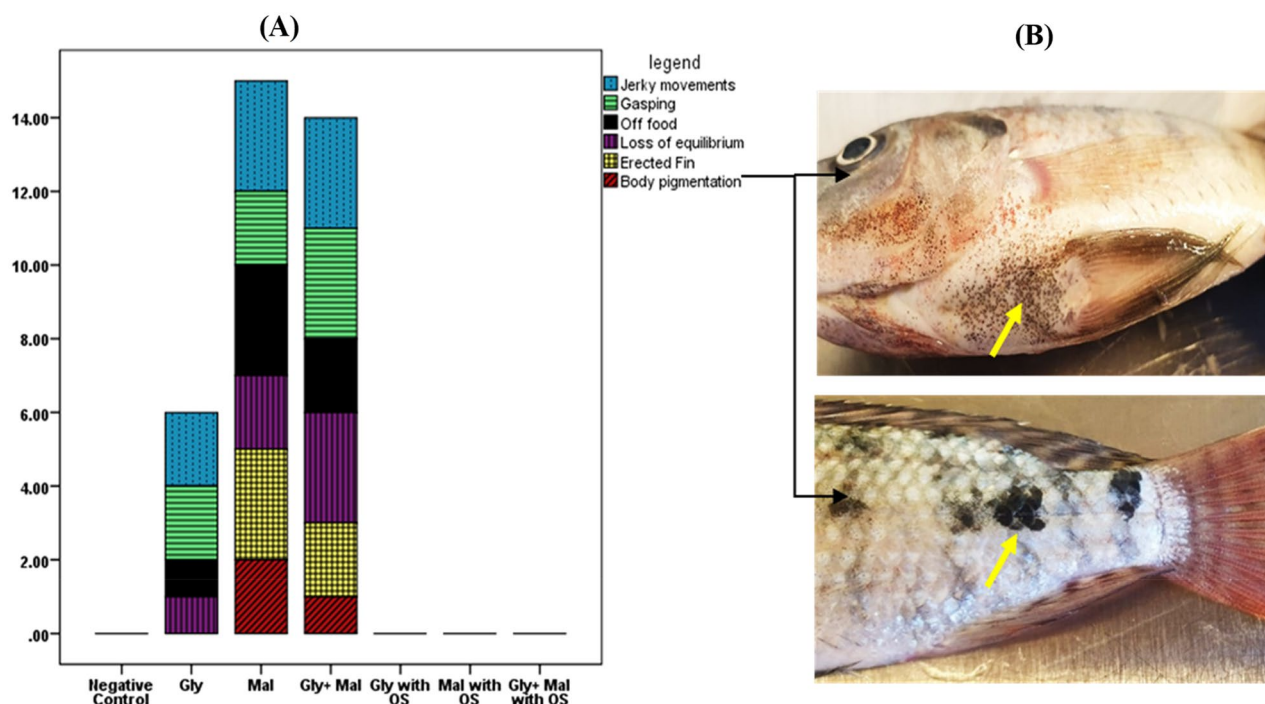 (A)
(B)
legend
Jerky movements
Gasping
Off food
Loss of equilibrium
Erected Fin
Body pigmentation
14.00
12.00
10.00
8.00
6.00
4.00
2.00
.00
Negative
Control
Gly
Mal
Gly+ Mal
Gly with
OS
Mal with
OS
Gly+ Mal
with OS